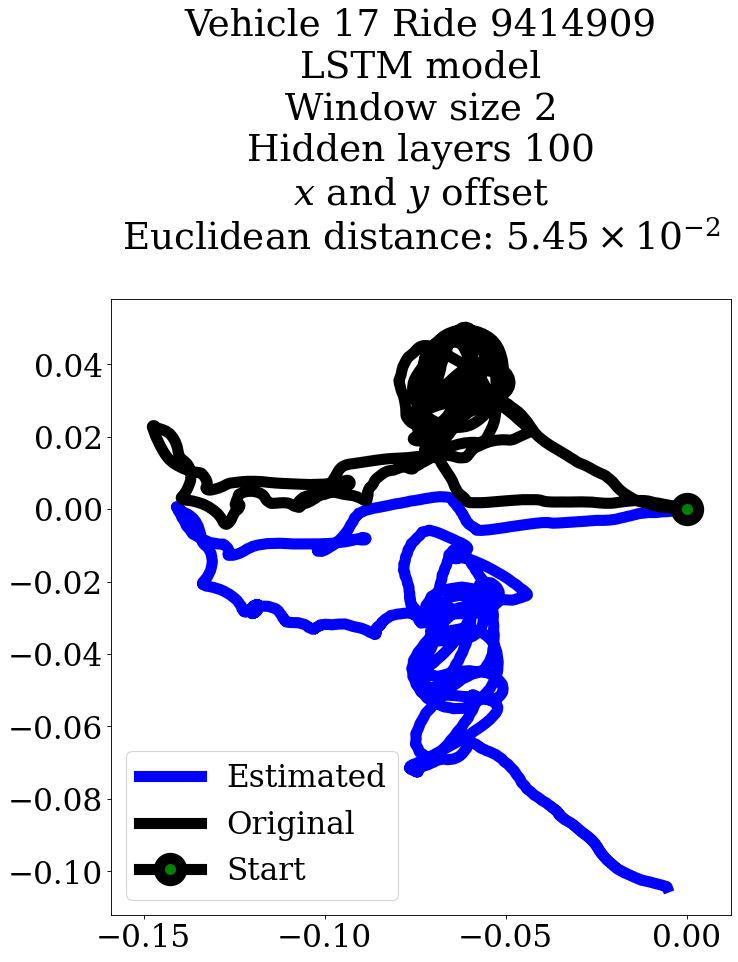 Vehicle 17 Ride 9414909
LSTM model
Window size 2
Hidden layers 100
x and y offset
Euclidean distance: 5.45 × 10⁻²
0.04
0.02
0.00
−0.02
−0.04
−0.06
−0.08
−0.10
Estimated
Original
Start
−0.15 −0.10 −0.05 0.00